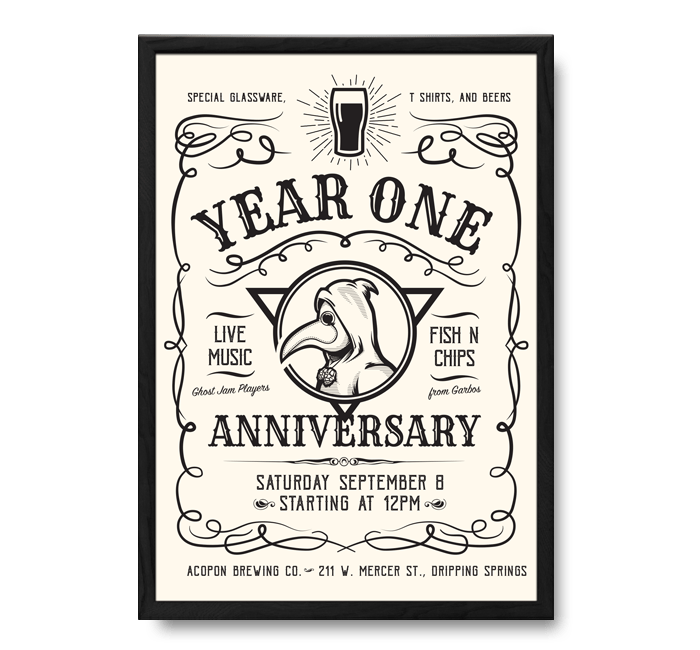 SPECIAL GLASSWARE, T SHIRTS, AND BEERS
YEAR ONE
LIVE
MUSIC
Ghost Jam Players
FISH N
CHIPS
from Garbos
ANNIVERSARY
SATURDAY SEPTEMBER 8
STARTING AT 12PM
ACOPON BREWING CO. 211 W. MERCER ST., DRIPPING SPRINGS